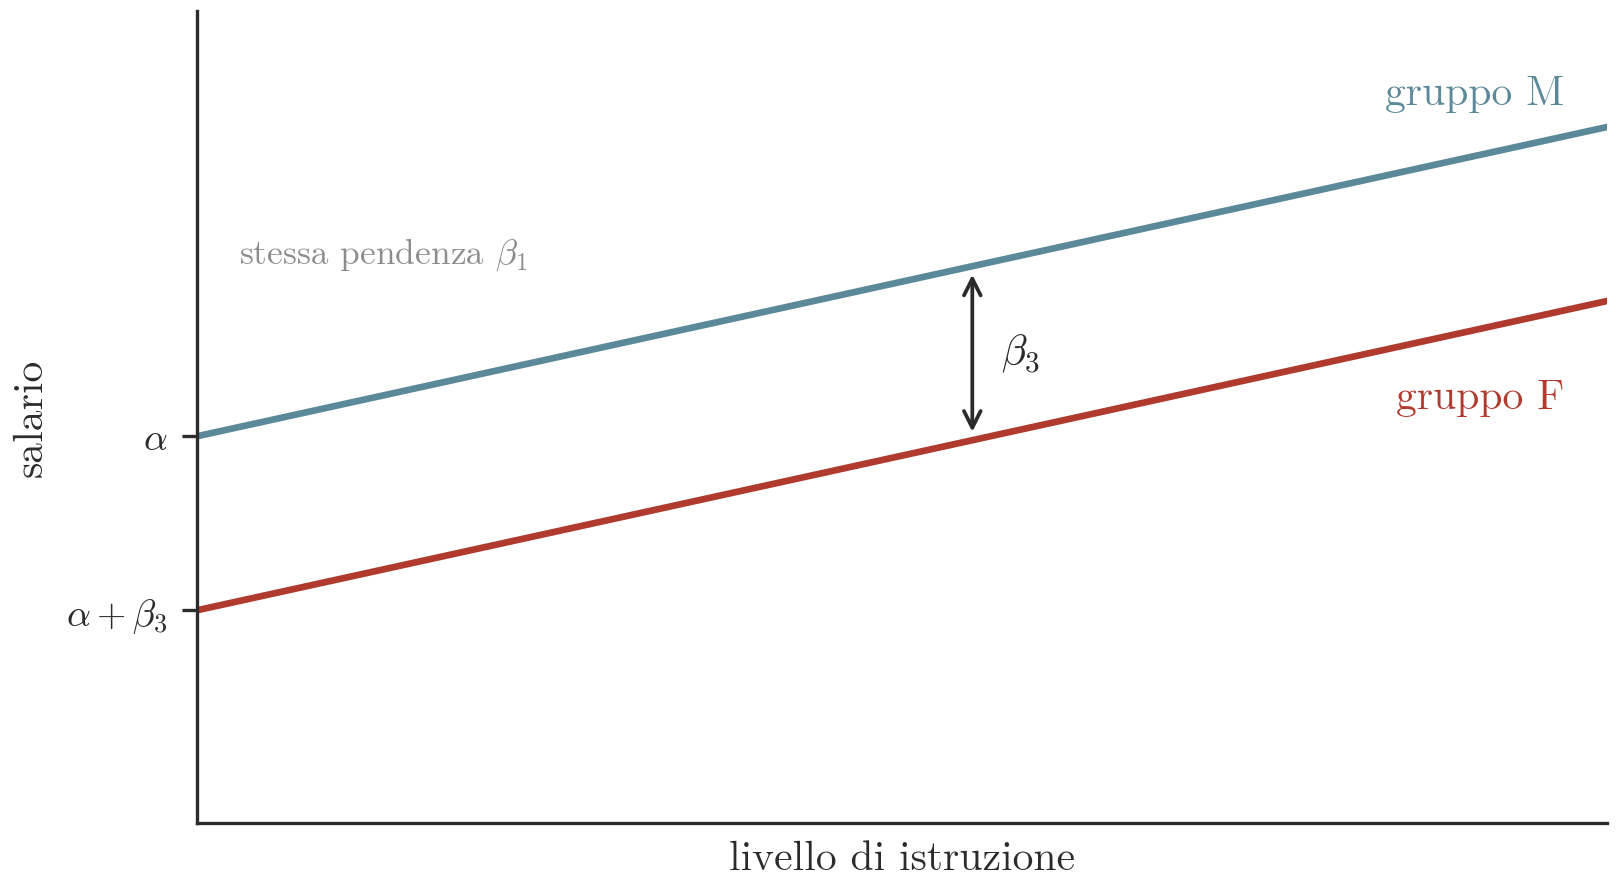 gruppo M
stessa pendenza β₁
β₃
gruppo F
salario
α
α + β₃
livello di istruzione